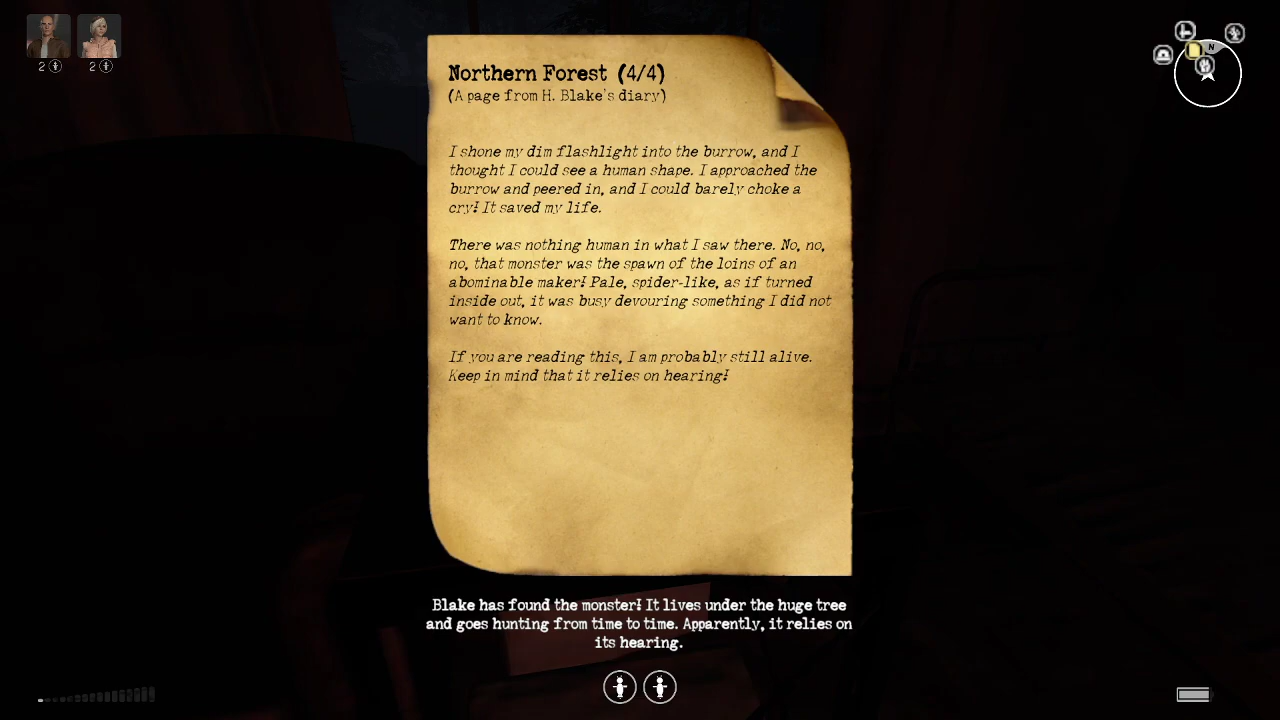 2 2
N
Northern Forest (4/4)
(A page from H. Blake's diary)
I shone my dim flashlight into the burrow, and I
thought I could see a human shape. I approached the
burrow and peered in, and I could barely choke a
cry! It saved my life.
There was nothing human in what I saw there. No, no,
no, that monster was the spawn of the loins of an
abominable maker! Pale, spider-like, as if turned
inside out, it was busy devouring something I did not
want to know.
If you are reading this, I am probably still alive.
Keep in mind that it relies on hearing!
Blake has found the monster! It lives under the huge tree
and goes hunting from time to time. Apparently, it relies on
its hearing.